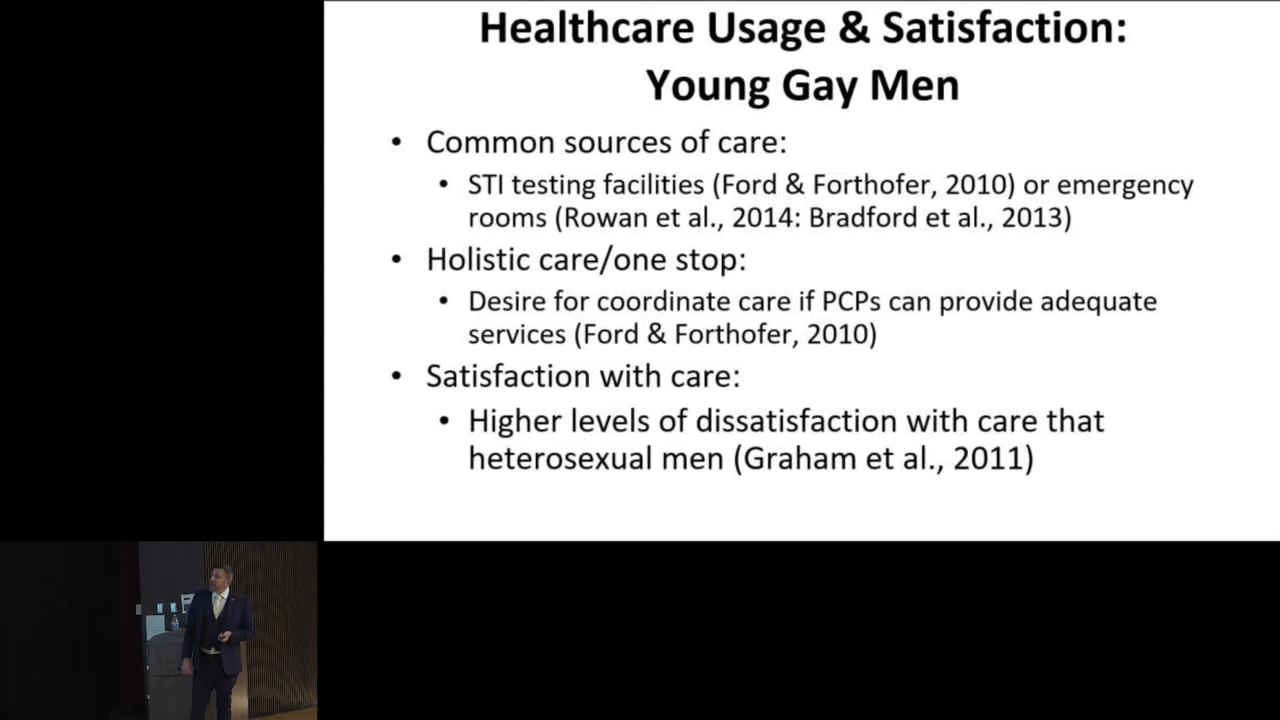 Healthcare Usage & Satisfaction:
Young Gay Men
• Common sources of care:
• STI testing facilities (Ford & Forthofer, 2010) or emergency
rooms (Rowan et al., 2014: Bradford et al., 2013)
• Holistic care/one stop:
• Desire for coordinate care if PCPs can provide adequate
services (Ford & Forthofer, 2010)
• Satisfaction with care:
• Higher levels of dissatisfaction with care that
heterosexual men (Graham et al., 2011)